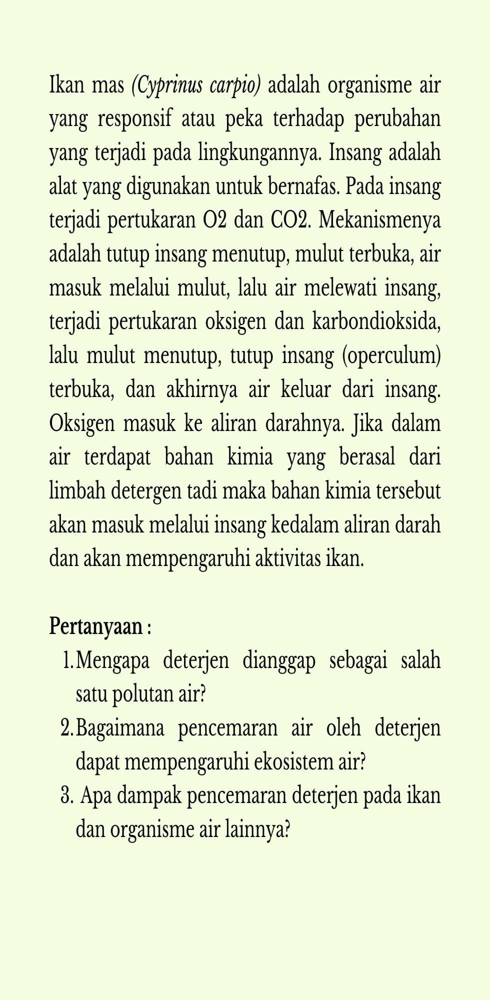 Ikan mas (Cyprinus carpio) adalah organisme air
yang responsif atau peka terhadap perubahan
yang terjadi pada lingkungannya. Insang adalah
alat yang digunakan untuk bernafas. Pada insang
terjadi pertukaran O2 dan CO2. Mekanismenya
adalah tutup insang menutup, mulut terbuka, air
masuk melalui mulut, lalu air melewati insang,
terjadi pertukaran oksigen dan karbondioksida,
lalu mulut menutup, tutup insang (operculum)
terbuka, dan akhirnya air keluar dari insang.
Oksigen masuk ke aliran darahnya. Jika dalam
air terdapat bahan kimia yang berasal dari
limbah detergen tadi maka bahan kimia tersebut
akan masuk melalui insang kedalam aliran darah
dan akan mempengaruhi aktivitas ikan.
Pertanyaan :
1. Mengapa deterjen dianggap sebagai salah
satu polutan air?
2. Bagaimana pencemaran air oleh deterjen
dapat mempengaruhi ekosistem air?
3. Apa dampak pencemaran deterjen pada ikan
dan organisme air lainnya?